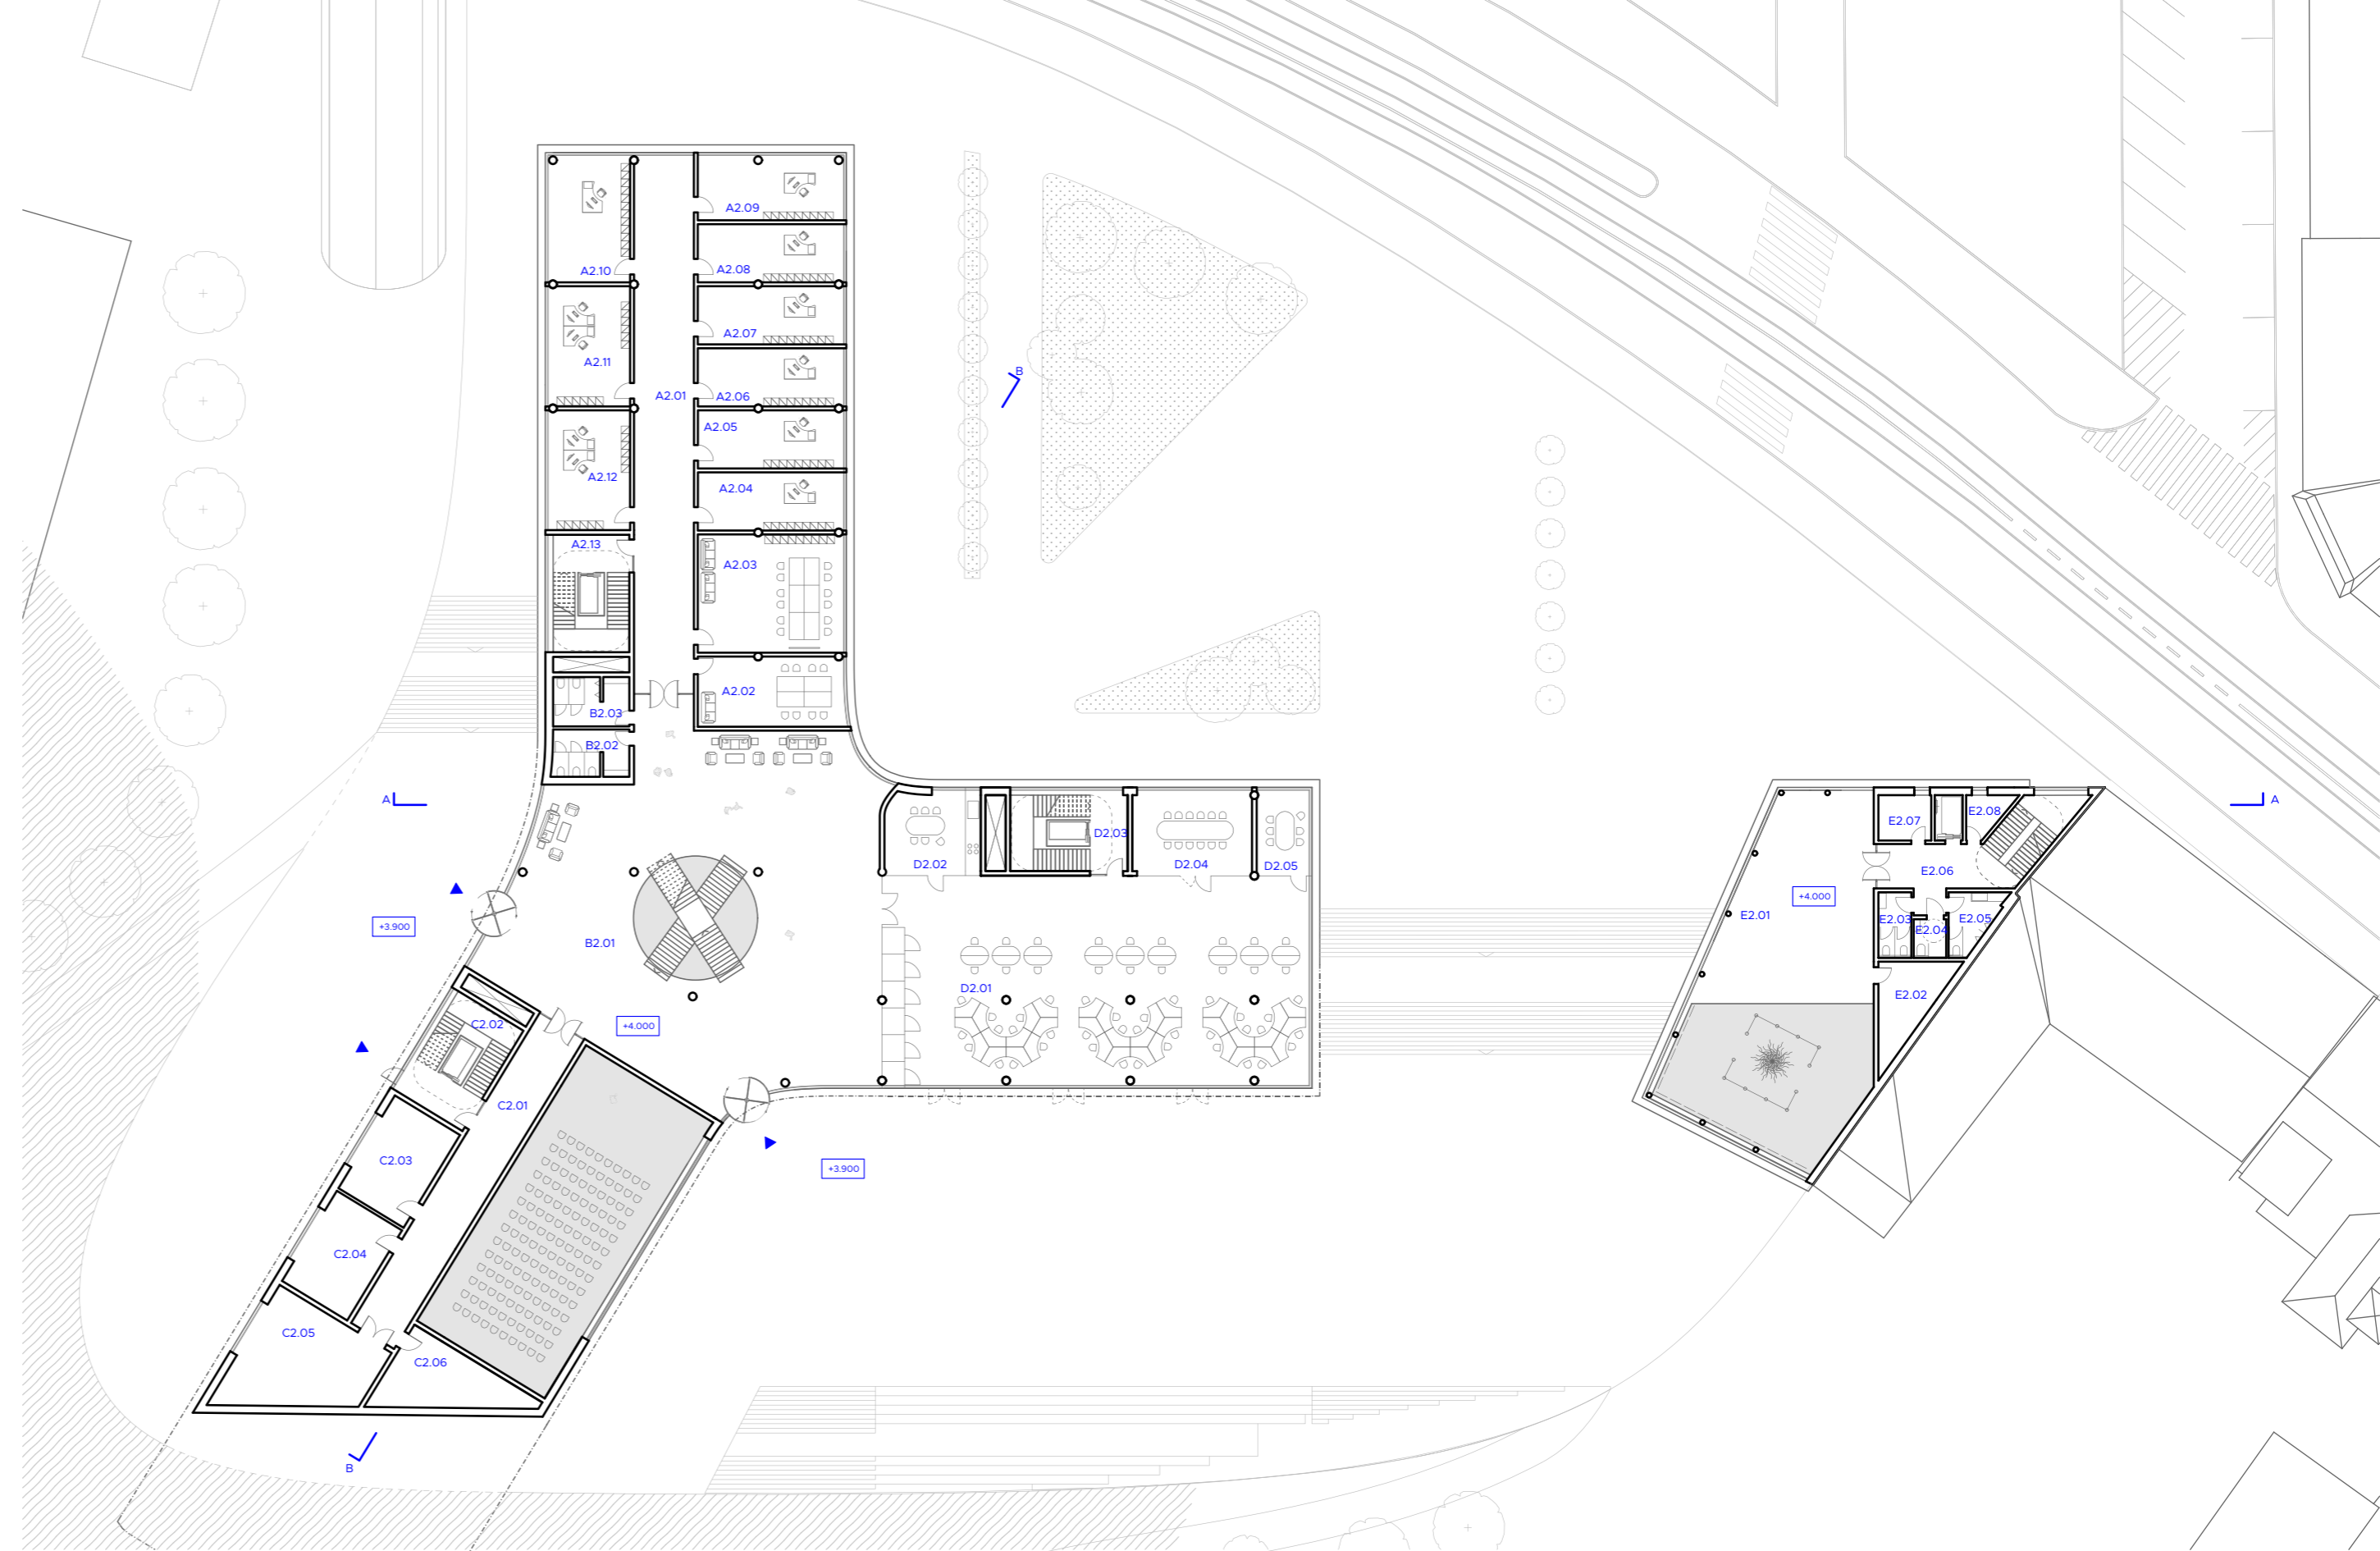 A2.09
A2.10
A2.08
A2.07
A2.11
B
A2.01
A2.06
A2.05
A2.12
A2.04
A2.13
A2.03
A2.02
B2.03
B2.02
A
A
D2.03
D2.02
D2.04
D2.05
E2.07
E2.08
E2.06
+4.000
E2.01
E2.03
E2.04
E2.05
+3.900
B2.01
D2.01
E2.02
C2.02
+4.000
C2.01
C2.03
+3.900
C2.04
C2.05
C2.06
B